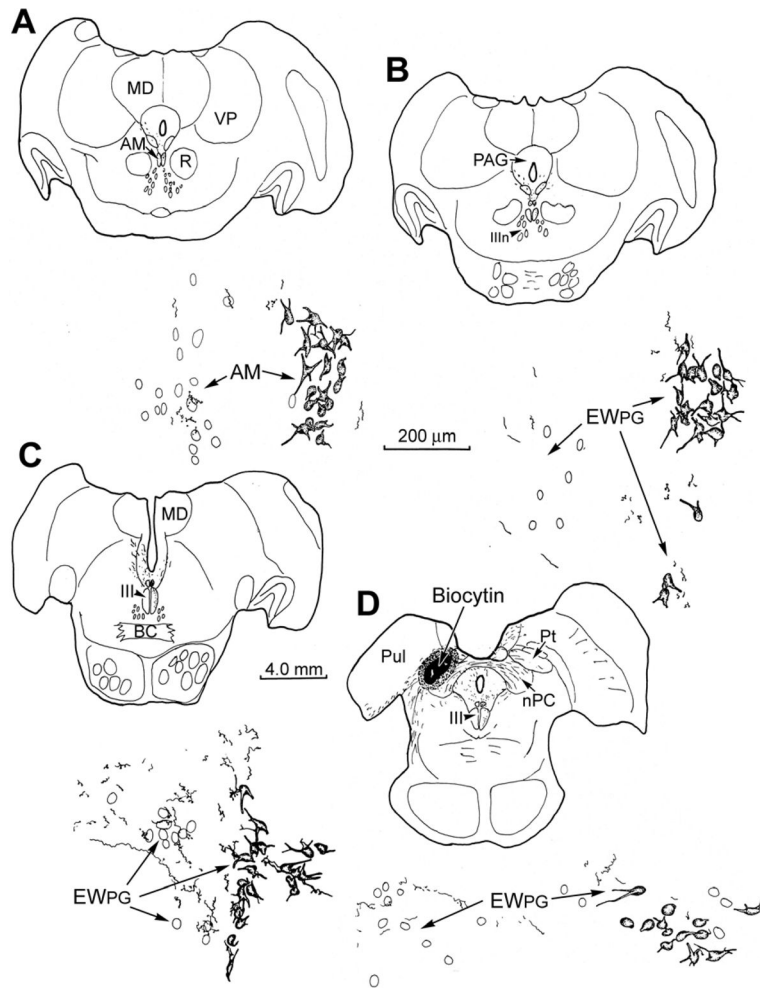 A
MD
VP
AM
R
B
PAG
IIIn
AM
EWPG
200 µm
C
MD
III
BC
4.0 mm
D
Biocytin
Pul
Pt
nPC
III
EWPG
EWPG